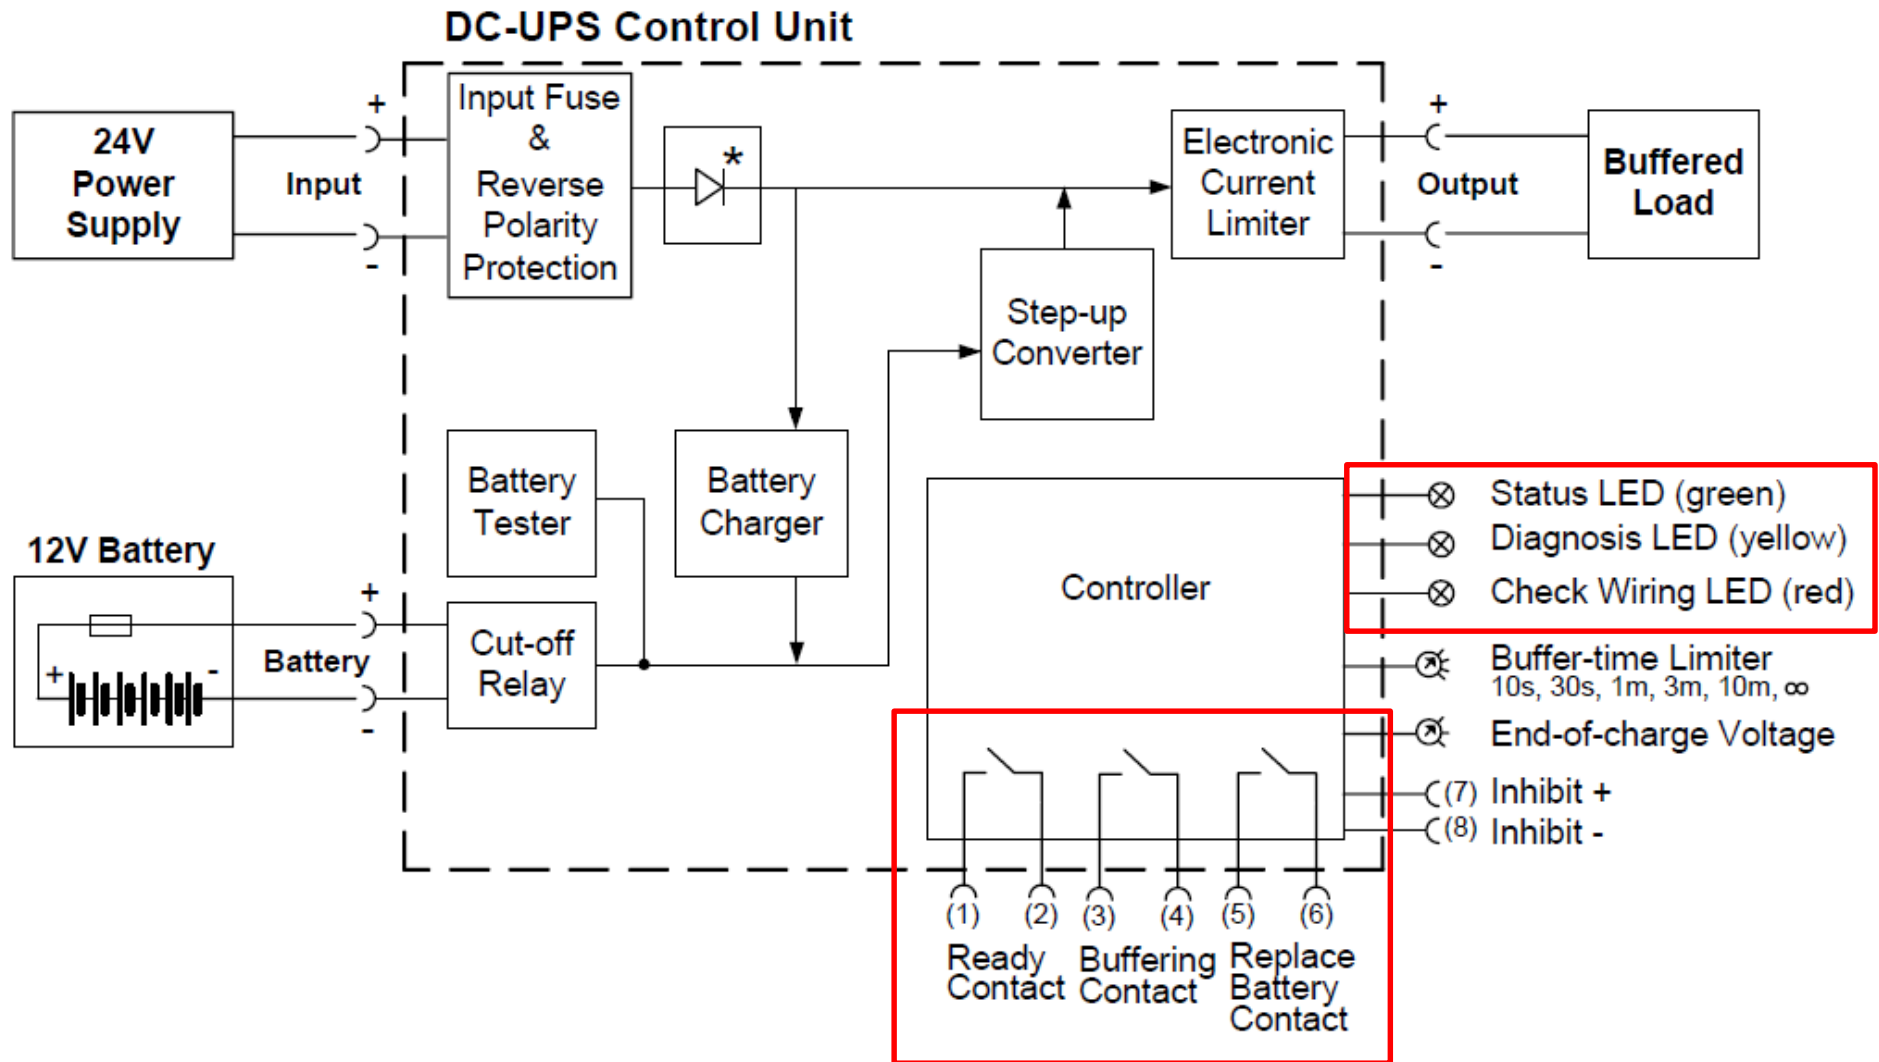 DC-UPS Control Unit
24V
Power
Supply
+
Input
-
Input Fuse
&
Reverse
Polarity
Protection
*
Electronic
Current
Limiter
+
Output
-
Buffered
Load
Step-up
Converter
Battery
Tester
Battery
Charger
12V Battery
+ -
+
Battery
-
Cut-off
Relay
Controller
Status LED (green)
Diagnosis LED (yellow)
Check Wiring LED (red)
Buffer-time Limiter
10s, 30s, 1m, 3m, 10m, ∞
End-of-charge Voltage
(7) Inhibit +
(8) Inhibit -
(1) (2) (3) (4) (5) (6)
Ready
Contact
Buffering
Contact
Replace
Battery
Contact